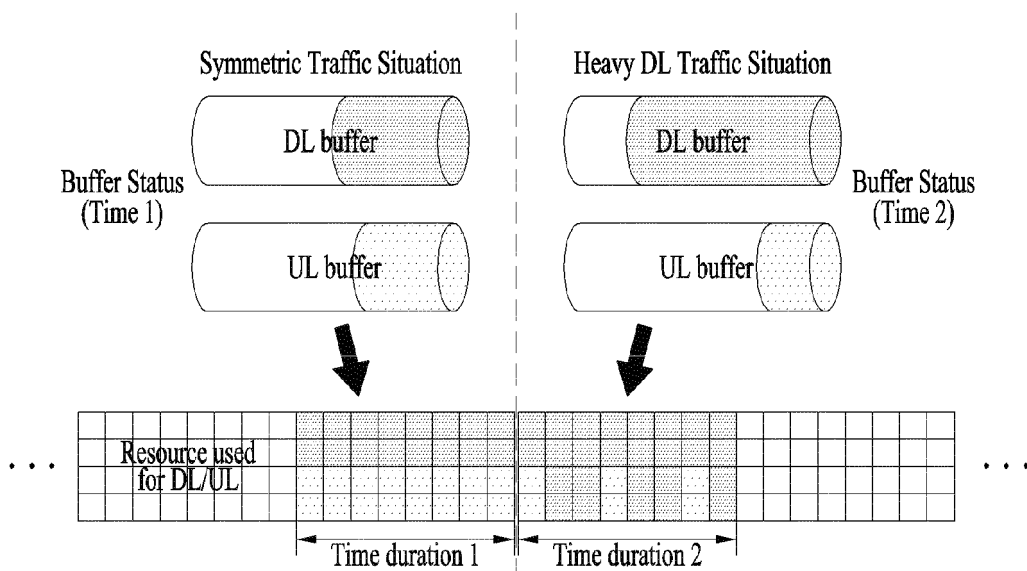 Symmetric Traffic Situation
Heavy DL Traffic Situation
DL buffer
DL buffer
Buffer Status
(Time 1)
Buffer Status
(Time 2)
UL buffer
UL buffer
Resource used
for DL/UL
. . .
. . .
Time duration 1
Time duration 2